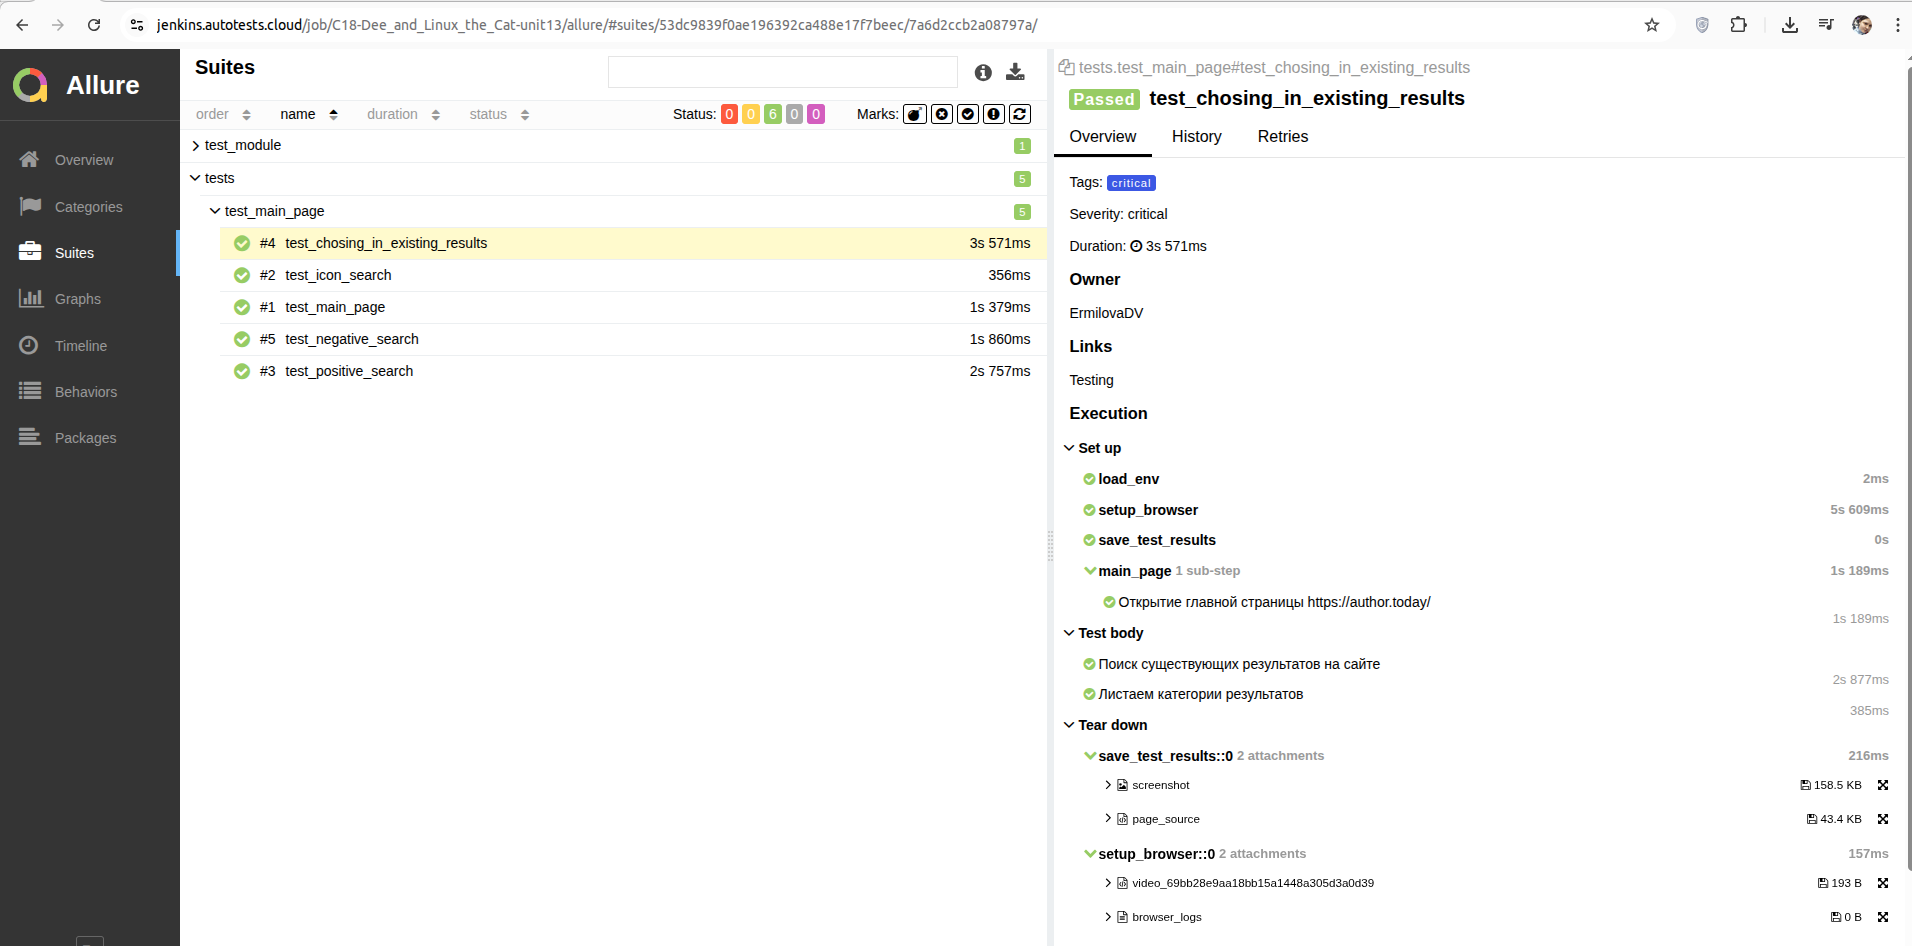 jenkins.autotests.cloud/job/C18-Dee_and_Linux_the_Cat-unit13/allure/#suites/53dc9839f0ae196392ca488e17f7beec/7a6d2ccb2a08797a/
Allure
Overview
Categories
Suites
Graphs
Timeline
Behaviors
Packages
Suites
order name duration status Status: 0 0 6 0 0 Marks:
test_module 1
tests 5
test_main_page 5
#4 test_chosing_in_existing_results 3s 571ms
#2 test_icon_search 356ms
#1 test_main_page 1s 379ms
#5 test_negative_search 1s 860ms
#3 test_positive_search 2s 757ms
tests.test_main_page#test_chosing_in_existing_results
Passed test_chosing_in_existing_results
Overview History Retries
Tags: critical
Severity: critical
Duration: 3s 571ms
Owner
ErmilovaDV
Links
Testing
Execution
Set up
load_env 2ms
setup_browser 5s 609ms
save_test_results 0s
main_page 1 sub-step 1s 189ms
Открытие главной страницы https://author.today/
1s 189ms
Test body
Поиск существующих результатов на сайте
2s 877ms
Листаем категории результатов
385ms
Tear down
save_test_results::0 2 attachments 216ms
screenshot 158.5 KB
page_source 43.4 KB
setup_browser::0 2 attachments 157ms
video_69bb28e9aa18bb15a1448a305d3a0d39 193 B
browser_logs 0 B